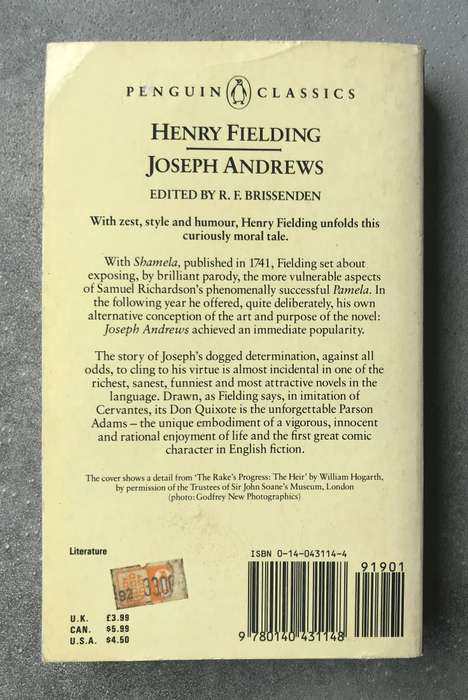 PENGUIN CLASSICS
HENRY FIELDING
JOSEPH ANDREWS
EDITED BY R. F. BRISSENDEN
With zest, style and humour, Henry Fielding unfolds this
curiously moral tale.
With Shamela, published in 1741, Fielding set about
exposing, by brilliant parody, the more vulnerable aspects
of Samuel Richardson's phenomenally successful Pamela. In
the following year he offered, quite deliberately, his own
alternative conception of the art and purpose of the novel:
Joseph Andrews achieved an immediate popularity.
The story of Joseph's dogged determination, against all
odds, to cling to his virtue is almost incidental in one of the
richest, sanest, funniest and most attractive novels in the
language. Drawn, as Fielding says, in imitation of
Cervantes, its Don Quixote is the unforgettable Parson
Adams – the unique embodiment of a vigorous, innocent
and rational enjoyment of life and the first great comic
character in English fiction.
The cover shows a detail from 'The Rake's Progress: The Heir' by William Hogarth,
by permission of the Trustees of Sir John Soane's Museum, London
(photo: Godfrey New Photographics)
Literature
92 3300
U.K. £3.99
CAN. $5.99
U.S.A. $4.50
ISBN 0-14-043114-4
91901
9 780140 431148